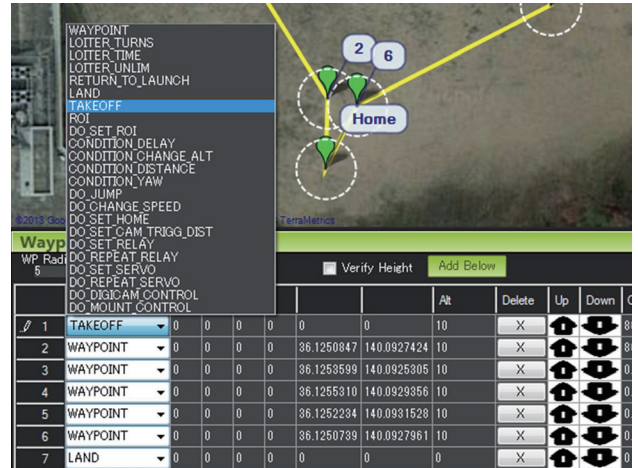 WAYPOINT
LOITER_TURNS
LOITER_TIME
LOITER_UNLIM
RETURN_TO_LAUNCH
LAND
TAKEOFF
ROI
DO_SET_ROI
CONDITION_DELAY
CONDITION_CHANGE_ALT
CONDITION_DISTANCE
CONDITION_YAW
DO_JUMP
DO_CHANGE_SPEED
DO_SET_HOME
DO_SET_CAM_TRIGG_DIST
DO_SET_RELAY
DO_REPEAT_RELAY
DO_SET_SERVO
DO_REPEAT_SERVO
DO_DIGICAM_CONTROL
DO_MOUNT_CONTROL
2 6
Home
©2013 Goo TerraMetrics
Wayp
WP Radi
5
Verify Height Add Below
Alt Delete Up Down
1 TAKEOFF 0 0 0 0 0 0 10 X
2 WAYPOINT 0 0 0 0 36.1250847 140.0927424 10 X
3 WAYPOINT 0 0 0 0 36.1253599 140.0925305 10 X
4 WAYPOINT 0 0 0 0 36.1255310 140.0929356 10 X
5 WAYPOINT 0 0 0 0 36.1252234 140.0931528 10 X
6 WAYPOINT 0 0 0 0 36.1250739 140.0927961 10 X
7 LAND 0 0 0 0 0 0 0 X